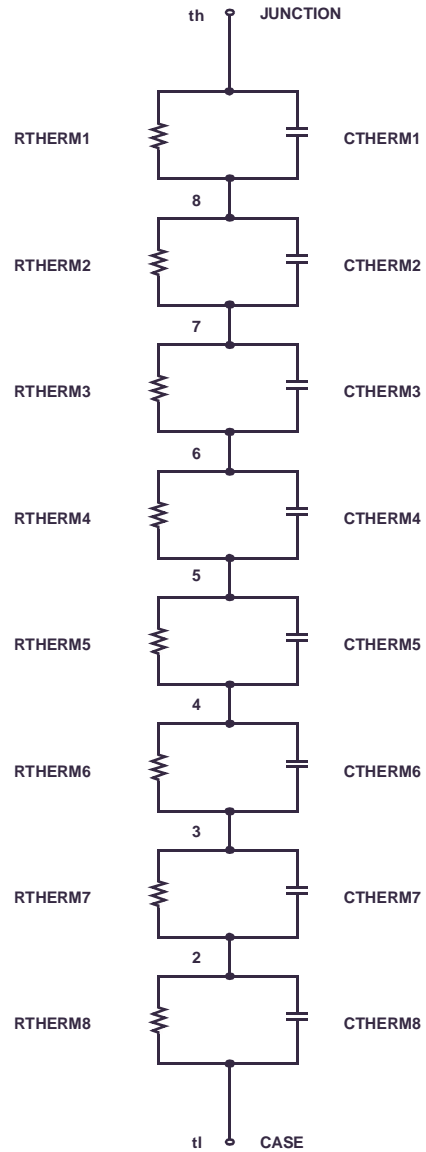 th JUNCTION
RTHERM1 CTHERM1
8
RTHERM2 CTHERM2
7
RTHERM3 CTHERM3
6
RTHERM4 CTHERM4
5
RTHERM5 CTHERM5
4
RTHERM6 CTHERM6
3
RTHERM7 CTHERM7
2
RTHERM8 CTHERM8
tl CASE